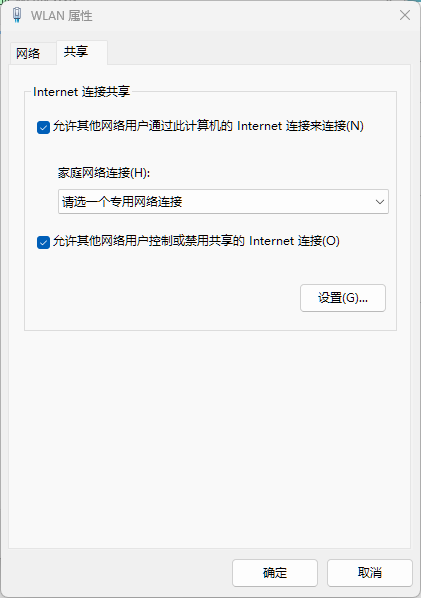 WLAN 属性
网络
共享
Internet 连接共享
允许其他网络用户通过此计算机的 Internet 连接来连接(N)
家庭网络连接(H):
请选一个专用网络连接
允许其他网络用户控制或禁用共享的 Internet 连接(O)
设置(G)...
确定
取消